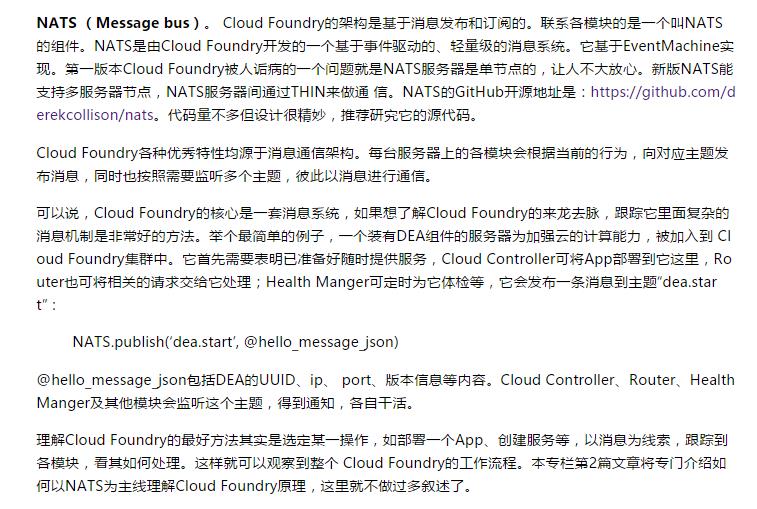 NATS （Message bus）。 Cloud Foundry的架构是基于消息发布和订阅的。联系各模块的是一个叫NATS
的组件。NATS是由Cloud Foundry开发的一个基于事件驱动的、轻量级的消息系统。它基于EventMachine实
现。第一版本Cloud Foundry被人诟病的一个问题就是NATS服务器是单节点的，让人不大放心。新版NATS能
支持多服务器节点，NATS服务器间通过THIN来做通 信。NATS的GitHub开源地址是：https://github.com/d
erekcollison/nats。代码量不多但设计很精妙，推荐研究它的源代码。
Cloud Foundry各种优秀特性均源于消息通信架构。每台服务器上的各模块会根据当前的行为，向对应主题发
布消息，同时也按照需要监听多个主题，彼此以消息进行通信。
可以说，Cloud Foundry的核心是一套消息系统，如果想了解Cloud Foundry的来龙去脉，跟踪它里面复杂的
消息机制是非常好的方法。举个最简单的例子，一个装有DEA组件的服务器为加强云的计算能力，被加入到 Cl
oud Foundry集群中。它首先需要表明已准备好随时提供服务，Cloud Controller可将App部署到它这里，Ro
uter也可将相关的请求交给它处理；Health Manger可定时为它体检等，它会发布一条消息到主题“dea.star
t”：
NATS.publish(‘dea.start’, @hello_message_json)
@hello_message_json包括DEA的UUID、ip、 port、版本信息等内容。Cloud Controller、Router、Health
Manger及其他模块会监听这个主题，得到通知，各自干活。
理解Cloud Foundry的最好方法其实是选定某一操作，如部署一个App、创建服务等，以消息为线索，跟踪到
各模块，看其如何处理。这样就可以观察到整个 Cloud Foundry的工作流程。本专栏第2篇文章将专门介绍如
何以NATS为主线理解Cloud Foundry原理，这里就不做过多叙述了。